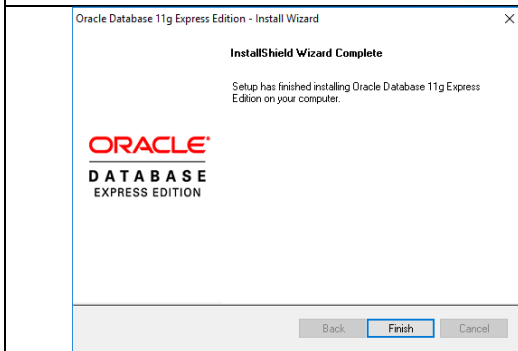 Oracle Database 11g Express Edition - Install Wizard
InstallShield Wizard Complete
Setup has finished installing Oracle Database 11g Express
Edition on your computer.
ORACLE
DATABASE
EXPRESS EDITION
Back
Finish
Cancel